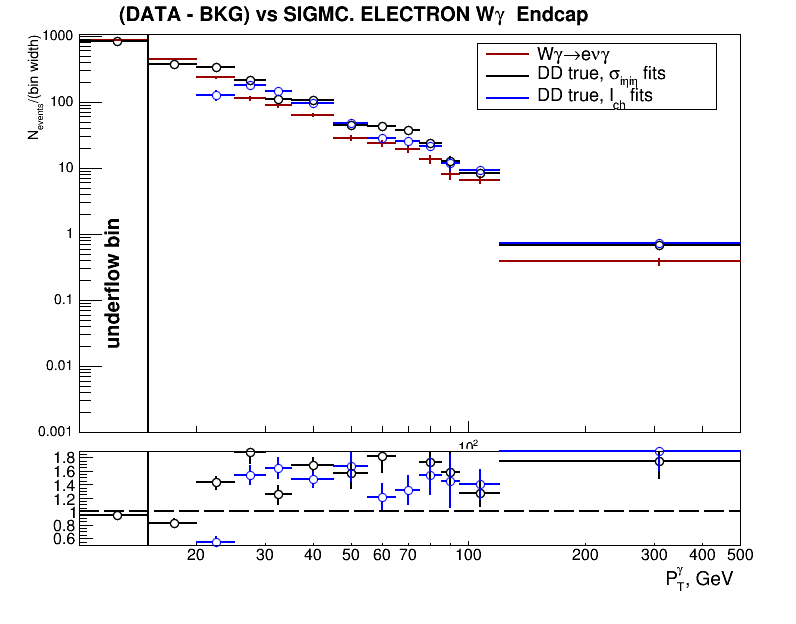 (DATA - BKG) vs SIGMC. ELECTRON Wγ Endcap
N_events/(bin width)
1000
100
10
1
0.1
0.01
0.001
underflow bin
Wγ→eνγ
DD true, σ_iηiη fits
DD true, I_ch fits
10²
1.8
1.6
1.4
1.2
1
0.8
0.6
20 30 40 50 60 70 100 200 300 400 500
P_T^γ, GeV